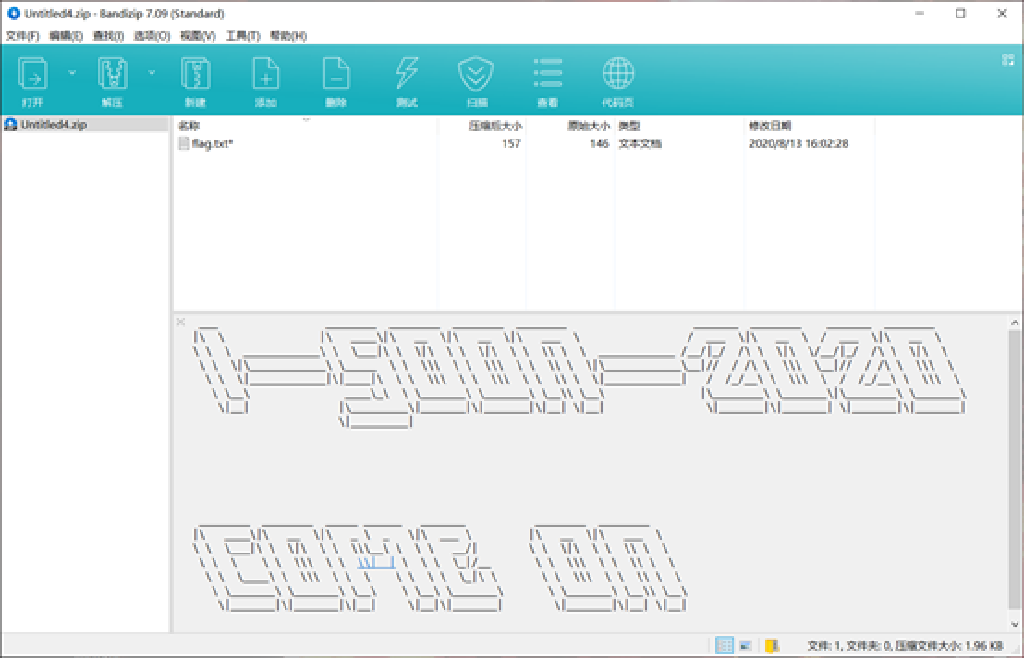 Untitled4.zip - Bandizip 7.09 (Standard)
文件(F) 编辑(E) 查找(I) 选项(O) 视图(V) 工具(T) 帮助(H)
打开 解压 新建 添加 删除 测试 扫描 查看 代码页
Untitled4.zip
名称 压缩后大小 原始大小 类型 修改日期
flag.txt* 157 146 文本文档 2020/8/13 16:02:28
come on
文件: 1, 文件夹: 0, 压缩文件大小: 1.96 KB